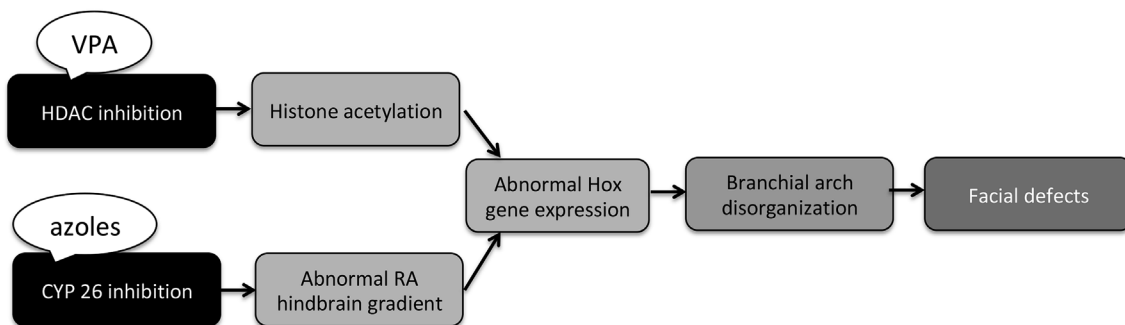 VPA
HDAC inhibition
Histone acetylation
Abnormal Hox
gene expression
Branchial arch
disorganization
Facial defects
azoles
CYP 26 inhibition
Abnormal RA
hindbrain gradient